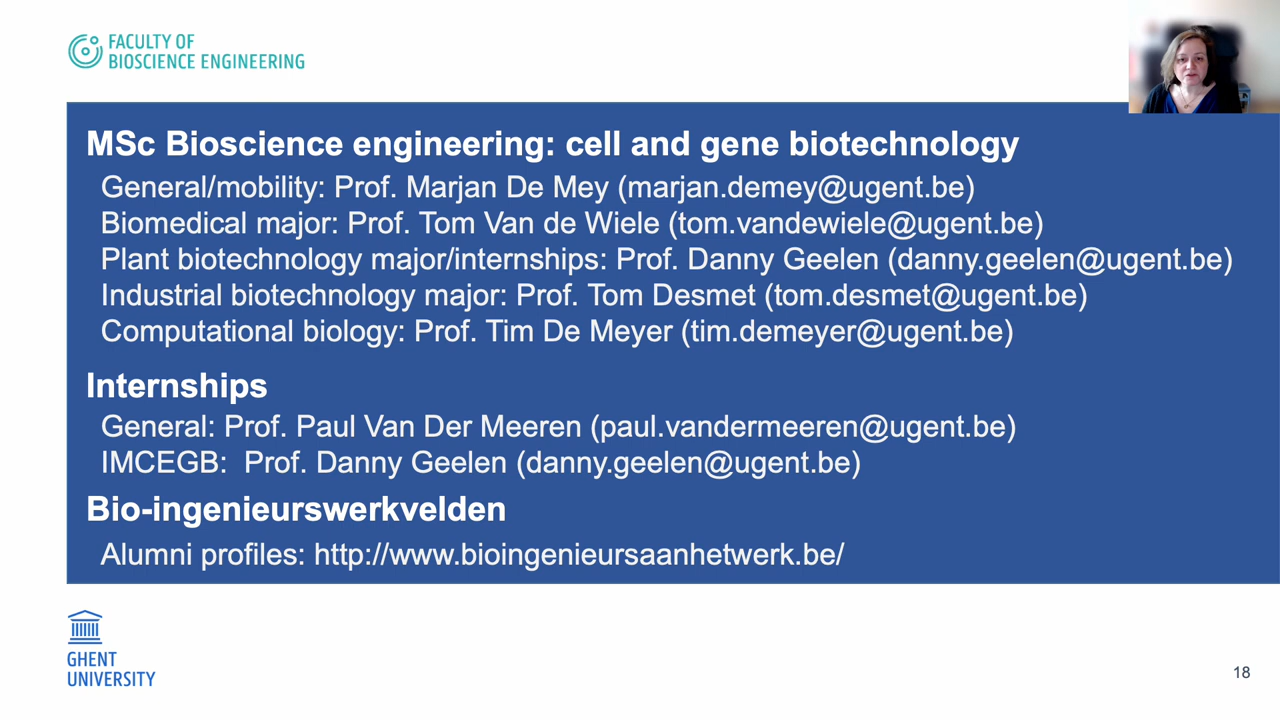 FACULTY OF
BIOSCIENCE ENGINEERING
MSc Bioscience engineering: cell and gene biotechnology
General/mobility: Prof. Marjan De Mey (marjan.demey@ugent.be)
Biomedical major: Prof. Tom Van de Wiele (tom.vandewiele@ugent.be)
Plant biotechnology major/internships: Prof. Danny Geelen (danny.geelen@ugent.be)
Industrial biotechnology major: Prof. Tom Desmet (tom.desmet@ugent.be)
Computational biology: Prof. Tim De Meyer (tim.demeyer@ugent.be)
Internships
General: Prof. Paul Van Der Meeren (paul.vandermeeren@ugent.be)
IMCEGB:  Prof. Danny Geelen (danny.geelen@ugent.be)
Bio-ingenieurswerkvelden
Alumni profiles: http://www.bioingenieursaanhetwerk.be/
GHENT
UNIVERSITY
18